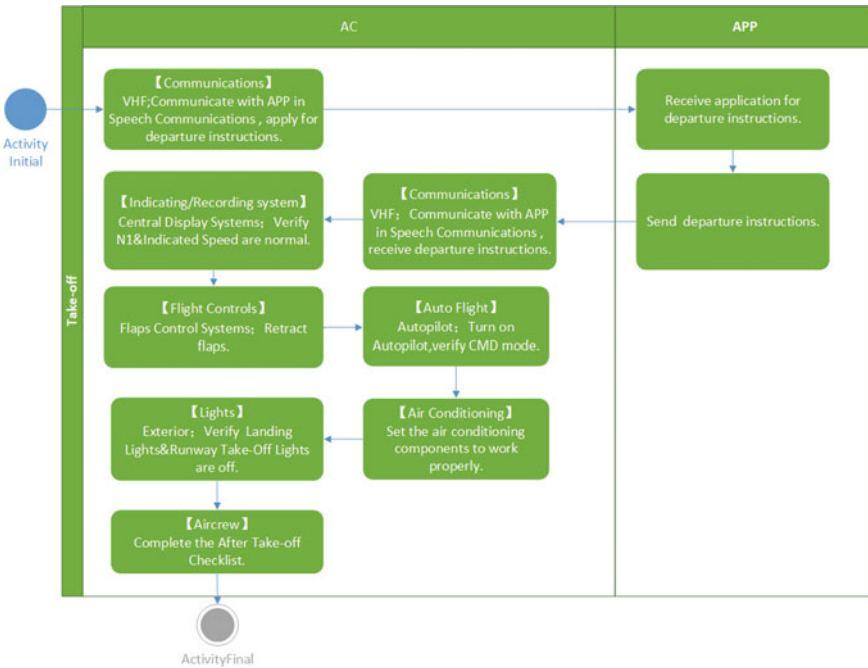 AC
APP
Take-off
Activity
Initial
【Communications】
VHF;Communicate with APP in
Speech Communications , apply for
departure instructions.
Receive application for
departure instructions.
Send departure instructions.
【Communications】
VHF；Communicate with APP
in Speech Communications ,
receive departure instructions.
【Indicating/Recording system】
Central Display Systems；Verify
N1&Indicated Speed are normal.
【Flight Controls】
Flaps Control Systems；Retract
flaps.
【Auto Flight】
Autopilot；Turn on
Autopilot,verify CMD mode.
【Air Conditioning】
Set the air conditioning
components to work
properly.
【Lights】
Exterior；Verify Landing
Lights&Runway Take-Off Lights
are off.
【Aircrew】
Complete the After Take-off
Checklist.
ActivityFinal